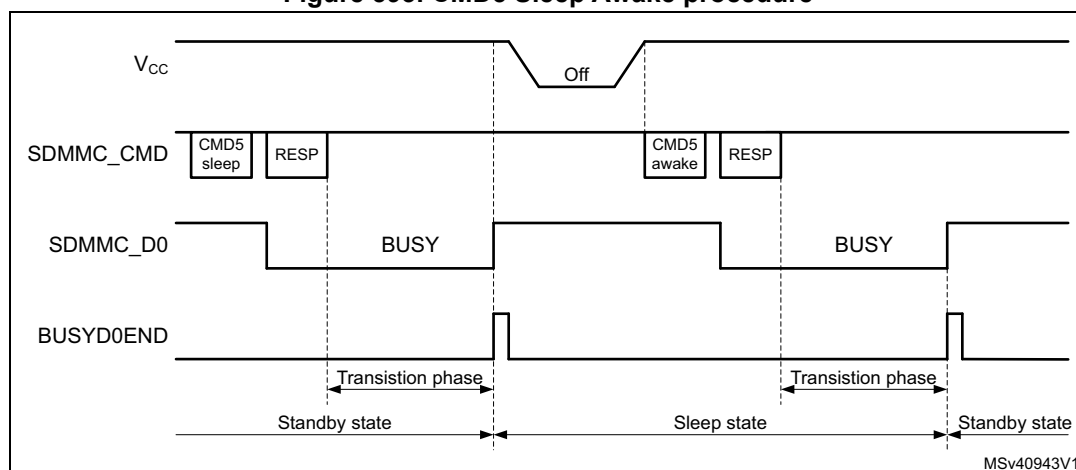 Figure CMD5 Sleep Awake procedure
VCC
Off
SDMMC_CMD
CMD5
sleep
RESP
CMD5
awake
RESP
SDMMC_D0
BUSY
BUSY
BUSYD0END
Transistion phase
Transistion phase
Standby state
Sleep state
Standby state
MSv40943V1